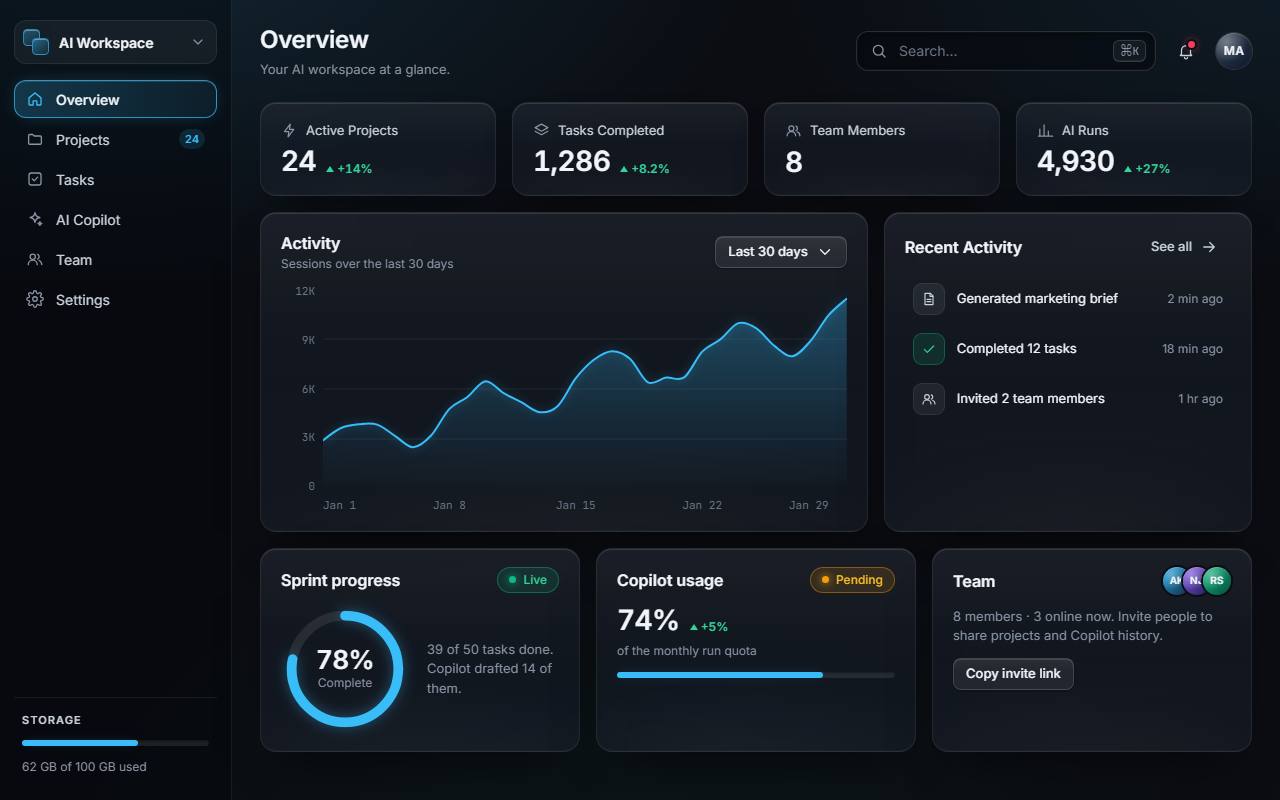 AI Workspace
Overview
Projects
24
Tasks
AI Copilot
Team
Settings
STORAGE
62 GB of 100 GB used
Overview
Your AI workspace at a glance.
Search...
⌘K
MA
Active Projects
24
+14%
Tasks Completed
1,286
+8.2%
Team Members
8
AI Runs
4,930
+27%
Activity
Sessions over the last 30 days
Last 30 days
12K
9K
6K
3K
0
Jan 1
Jan 8
Jan 15
Jan 22
Jan 29
Recent Activity
See all
Generated marketing brief
2 min ago
Completed 12 tasks
18 min ago
Invited 2 team members
1 hr ago
Sprint progress
Live
78%
Complete
39 of 50 tasks done.
Copilot drafted 14 of
them.
Copilot usage
Pending
74%
+5%
of the monthly run quota
Team
RS
8 members · 3 online now. Invite people to
share projects and Copilot history.
Copy invite link